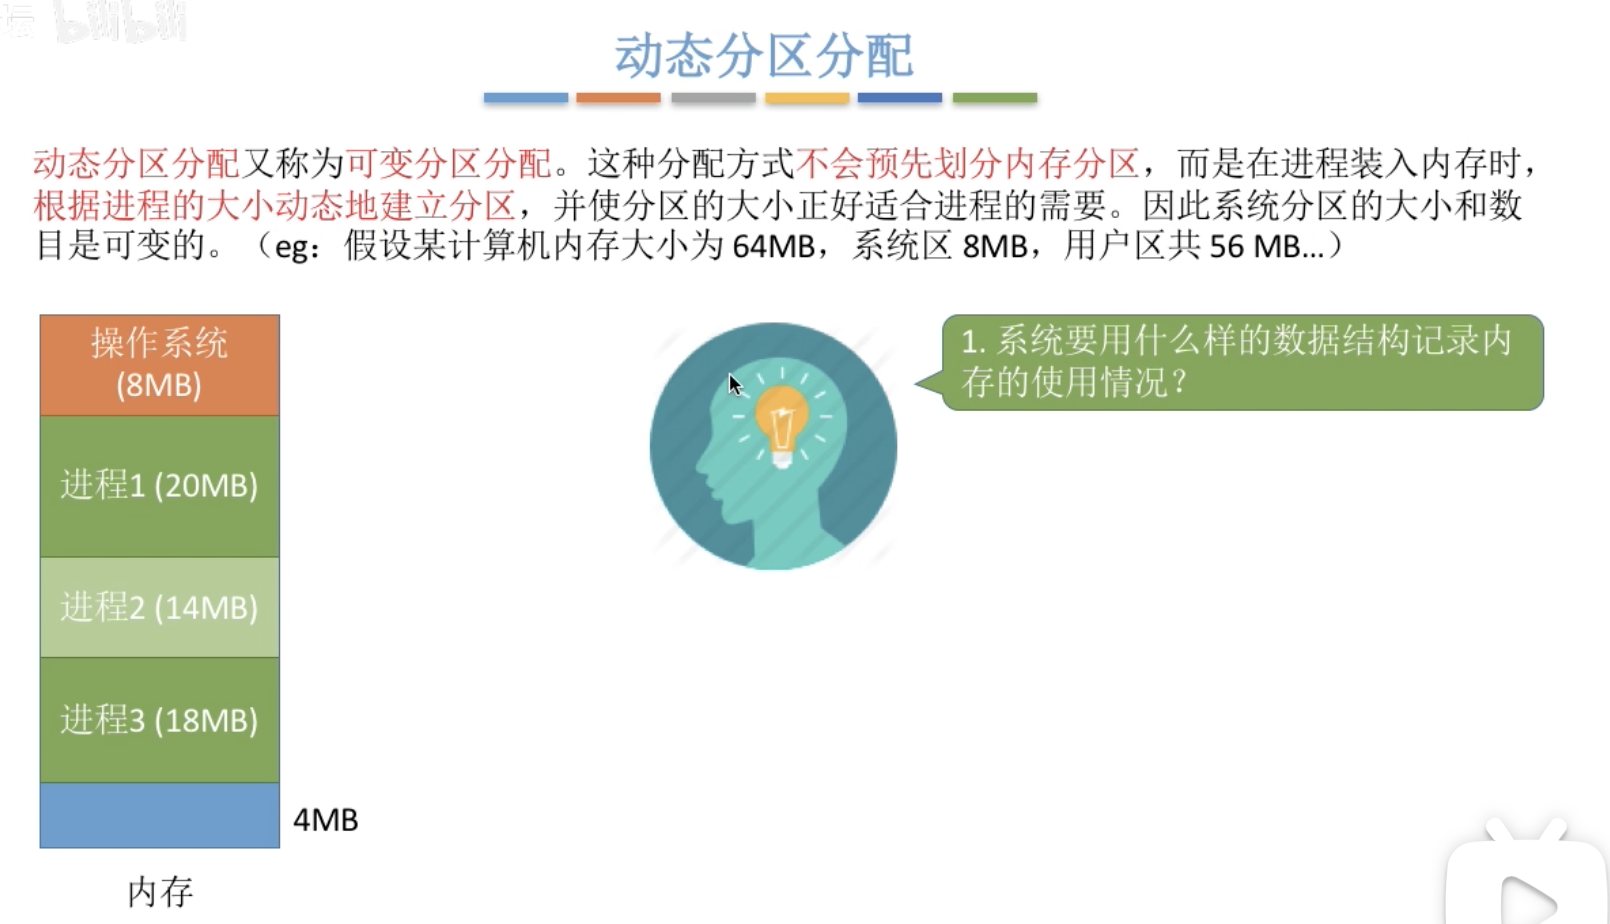 坛 bilibili
动态分区分配
动态分区分配又称为可变分区分配。这种分配方式不会预先划分内存分区，而是在进程装入内存时，
根据进程的大小动态地建立分区，并使分区的大小正好适合进程的需要。因此系统分区的大小和数
目是可变的。（eg：假设某计算机内存大小为 64MB，系统区 8MB，用户区共 56 MB…）
操作系统
(8MB)
进程1 (20MB)
进程2 (14MB)
进程3 (18MB)
4MB
内存
1. 系统要用什么样的数据结构记录内
存的使用情况？